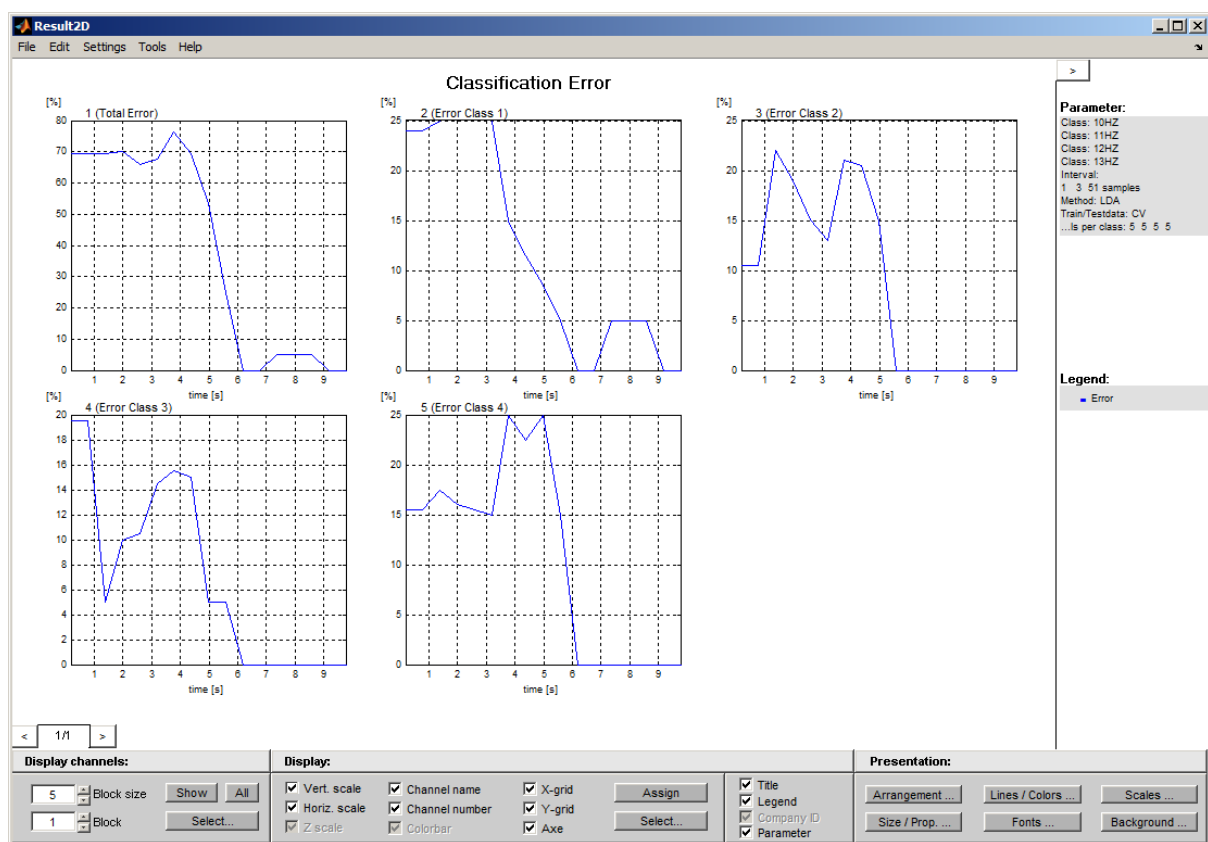 Result2D
File Edit Settings Tools Help
Classification Error
[%]
1 (Total Error)
80
70
60
50
40
30
20
10
0
1 2 3 4 5 6 7 8 9
time [s]
[%]
2 (Error Class 1)
25
20
15
10
5
0
1 2 3 4 5 6 7 8 9
time [s]
[%]
3 (Error Class 2)
25
20
15
10
5
0
1 2 3 4 5 6 7 8 9
time [s]
[%]
4 (Error Class 3)
20
18
16
14
12
10
8
6
4
2
0
1 2 3 4 5 6 7 8 9
time [s]
[%]
5 (Error Class 4)
25
20
15
10
5
0
1 2 3 4 5 6 7 8 9
time [s]
>
Parameter:
Class: 10HZ
Class: 11HZ
Class: 12HZ
Class: 13HZ
Interval:
1 3 51 samples
Method: LDA
Train/Testdata: CV
...ls per class: 5 5 5 5
Legend:
Error
< 1/1 >
Display channels:
5 Block size Show All
1 Block Select...
Display:
Vert. scale Channel name X-grid Assign
Horiz. scale Channel number Y-grid
Z scale Colorbar Axe Select...
Title
Legend
Company ID
Parameter
Presentation:
Arrangement ... Lines / Colors ... Scales ...
Size / Prop. ... Fonts ... Background ...